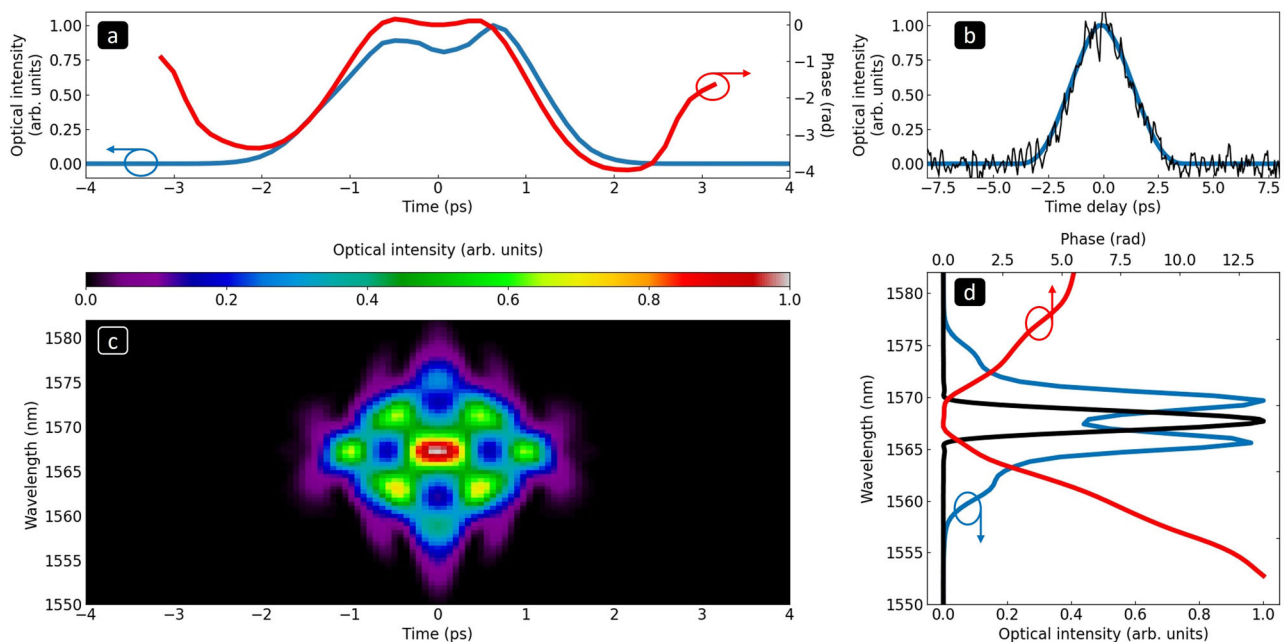 a
Optical intensity
(arb. units)
1.00
0.75
0.50
0.25
0.00
−4 −3 −2 −1 0 1 2 3 4
Time (ps)
0
−1
−2
−3
−4
Phase (rad)
b
Optical intensity
(arb. units)
1.00
0.75
0.50
0.25
0.00
−7.5 −5.0 −2.5 0.0 2.5 5.0 7.5
Time delay (ps)
Optical intensity (arb. units)
0.0 0.2 0.4 0.6 0.8 1.0
c
Wavelength (nm)
1580
1575
1570
1565
1560
1555
1550
−4 −3 −2 −1 0 1 2 3 4
Time (ps)
Phase (rad)
0.0 2.5 5.0 7.5 10.0 12.5
d
Wavelength (nm)
1580
1575
1570
1565
1560
1555
1550
0.0 0.2 0.4 0.6 0.8 1.0
Optical intensity (arb. units)